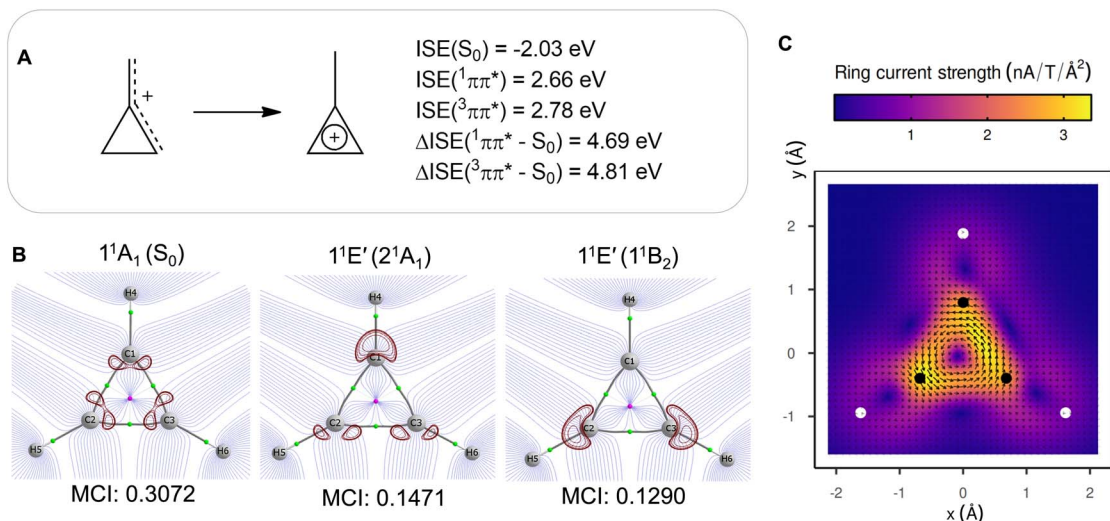 A
+
+
ISE(S₀) = -2.03 eV
ISE(¹ππ*) = 2.66 eV
ISE(³ππ*) = 2.78 eV
ΔISE(¹ππ* - S₀) = 4.69 eV
ΔISE(³ππ* - S₀) = 4.81 eV
B
1¹A₁ (S₀)
H4
C1
C2
C3
H5
H6
MCI: 0.3072
1¹E′ (2¹A₁)
H4
C1
C2
C3
H5
H6
MCI: 0.1471
1¹E′ (1¹B₂)
H4
C1
C2
C3
H5
H6
MCI: 0.1290
C
Ring current strength (nA/T/Å²)
1 2 3
y (Å)
2
1
0
-1
-2 -1 0 1 2
x (Å)